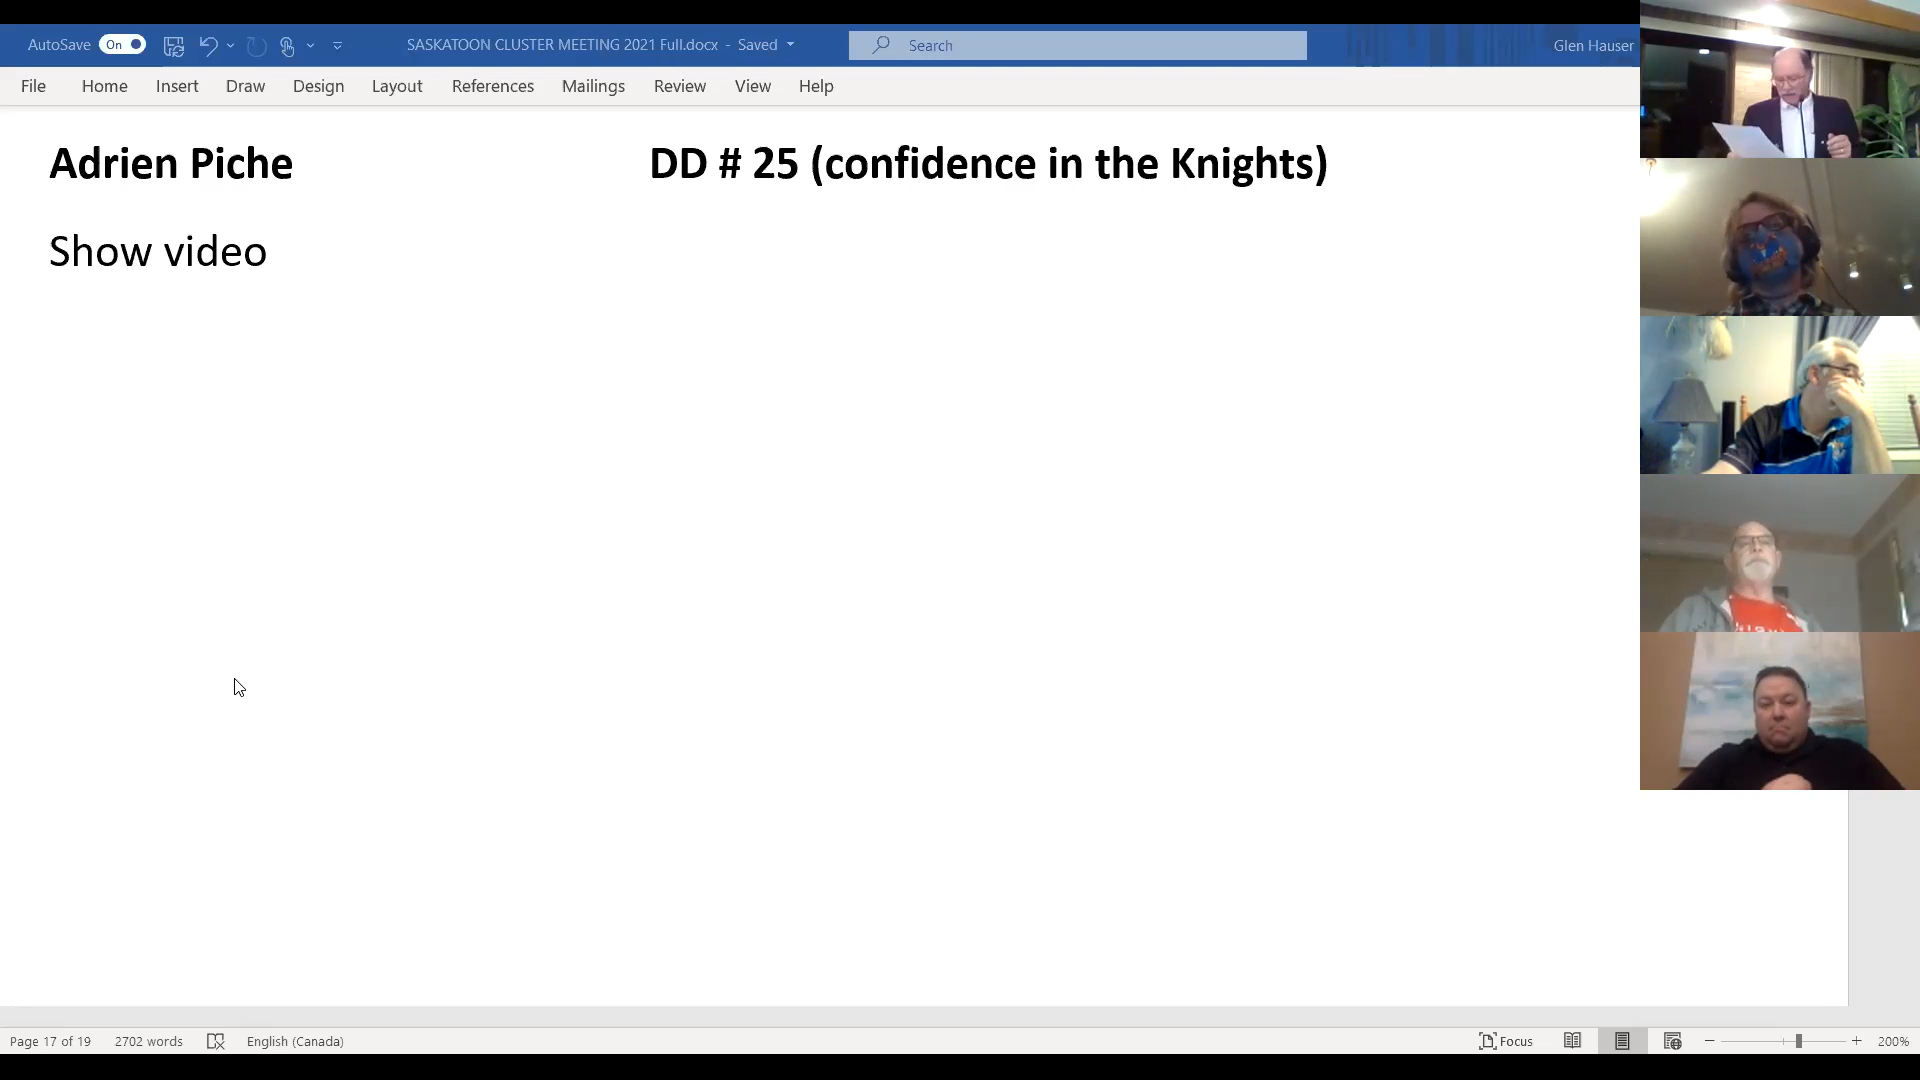 AutoSave On SASKATOON CLUSTER MEETING 2021 Full.docx - Saved Search Glen Hauser
File Home Insert Draw Design Layout References Mailings Review View Help
Adrien Piche DD # 25 (confidence in the Knights)
Show video
Page 17 of 19 2702 words English (Canada) Focus 200%